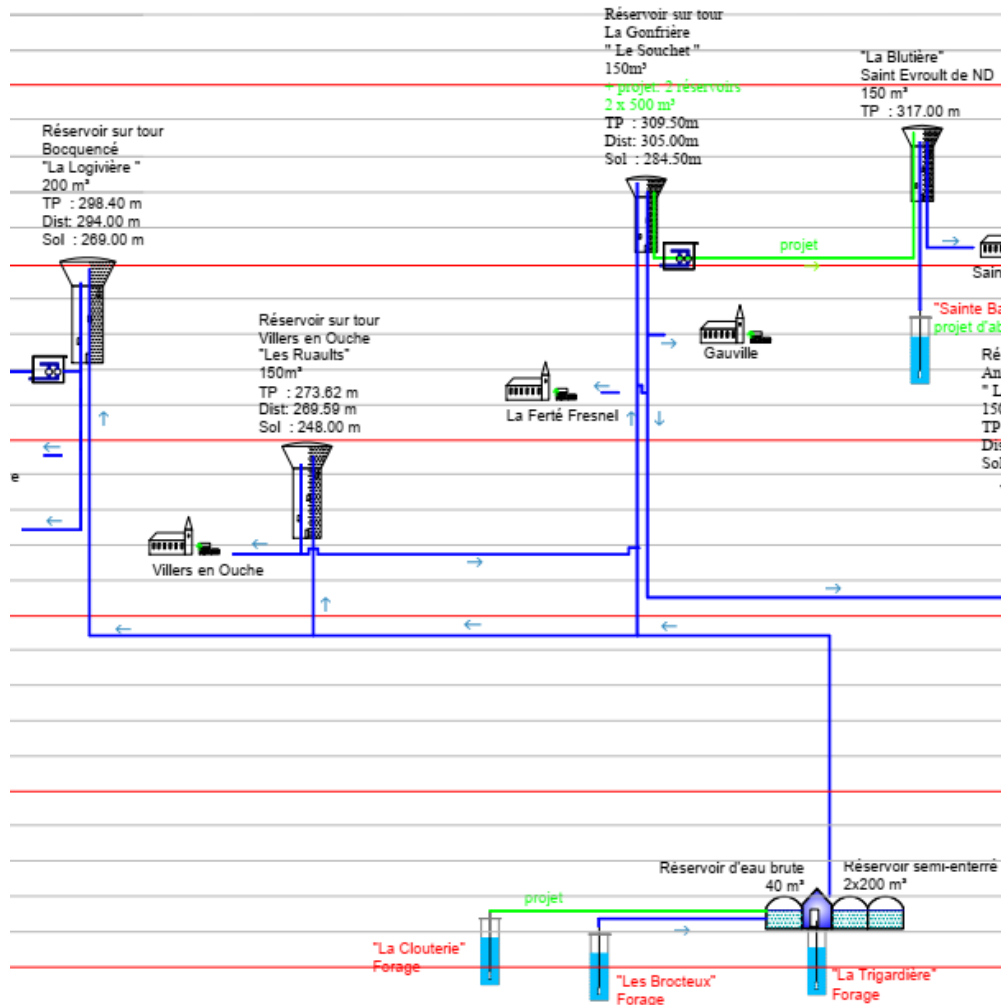 Réservoir sur tour
La Gonfrière
" Le Souchet "
150m³
+ projet: 2 réservoirs
2 x 500 m³
TP : 309.50m
Dist: 305.00m
Sol : 284.50m
"La Blutière"
Saint Evroult de ND
150 m³
TP : 317.00 m
Réservoir sur tour
Bocquencé
"La Logivière "
200 m³
TP : 298.40 m
Dist: 294.00 m
Sol : 269.00 m
projet
Réservoir sur tour
Villers en Ouche
"Les Ruaults"
150m³
TP : 273.62 m
Dist: 269.59 m
Sol : 248.00 m
Gauville
La Ferté Fresnel
"Sainte
projet
150
TP
Villers en Ouche
Réservoir d'eau brute
40 m³
Réservoir semi-enterré
2x200 m³
projet
"La Clouterie"
Forage
"Les Brocteux"
Forage
"La Trigardière"
Forage